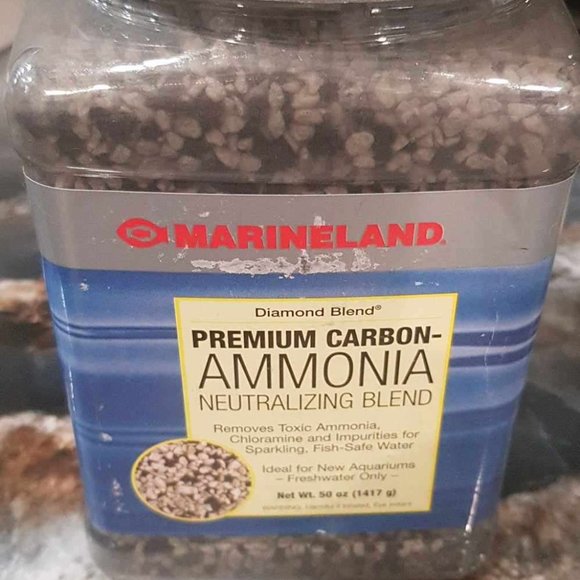 MARINELAND®
Diamond Blend®
PREMIUM CARBON-
AMMONIA
NEUTRALIZING BLEND
Removes Toxic Ammonia,
Chloramine and Impurities for
Sparkling, Fish-Safe Water
Ideal for New Aquariums
– Freshwater Only –
Net Wt. 50 oz (1417 g)
WARNING: